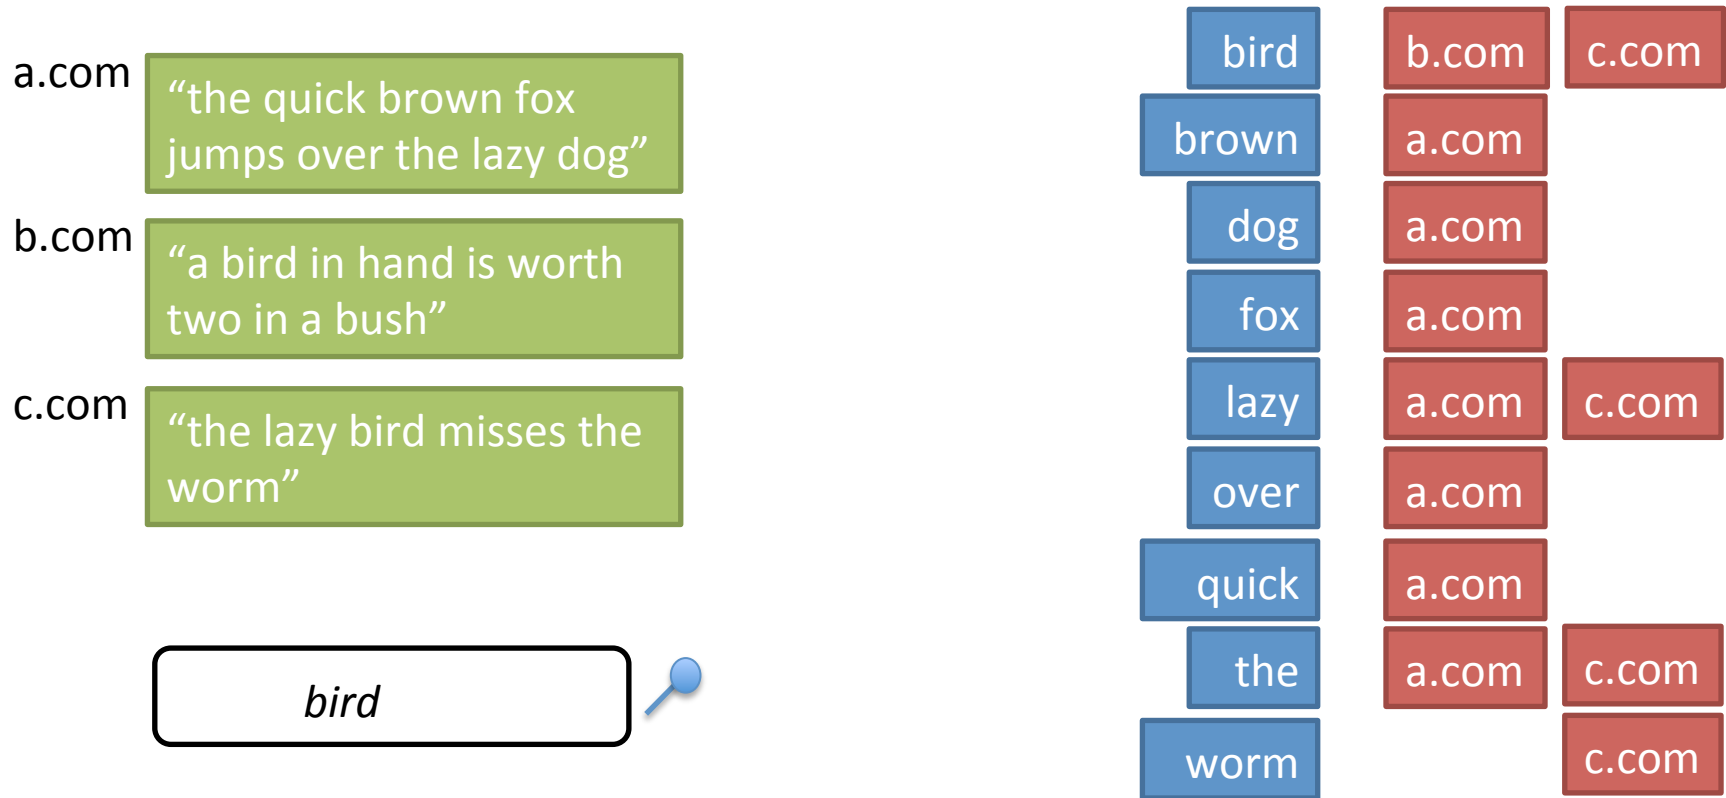 a.com
“the quick brown fox
jumps over the lazy dog”
b.com
“a bird in hand is worth
two in a bush”
c.com
“the lazy bird misses the
worm”
bird
bird b.com c.com
brown a.com
dog a.com
fox a.com
lazy a.com c.com
over a.com
quick a.com
the a.com c.com
worm c.com